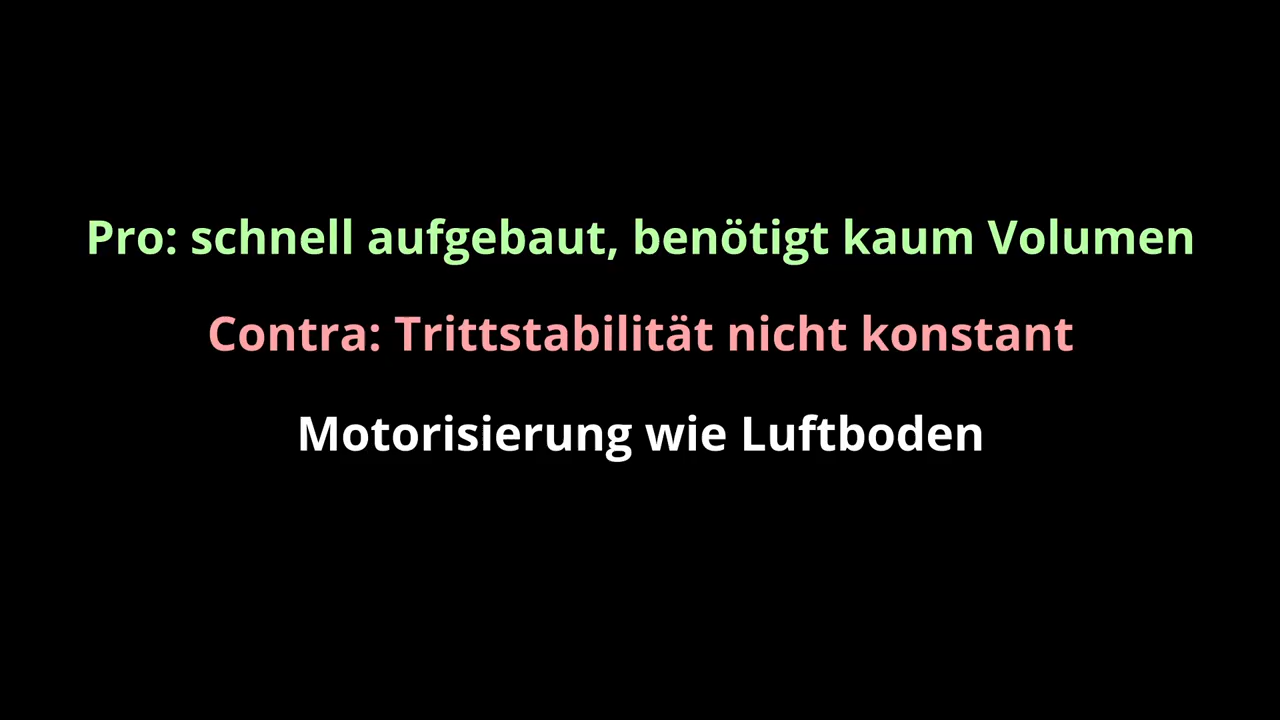 Pro: schnell aufgebaut, benötigt kaum Volumen
Contra: Trittstabilität nicht konstant
Motorisierung wie Luftboden